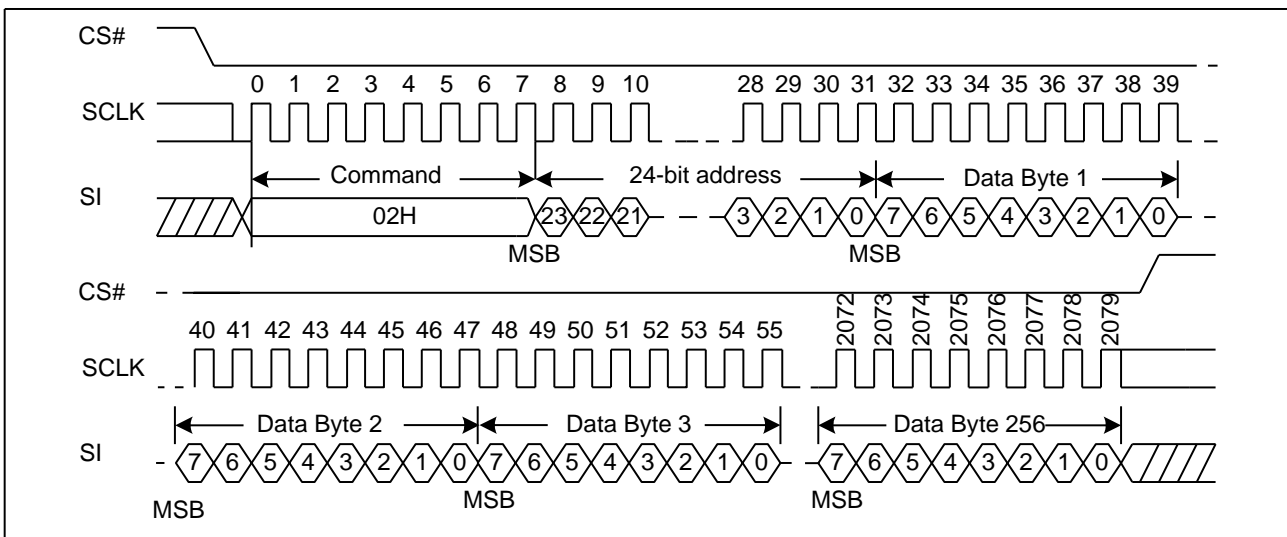 CS#
0 1 2 3 4 5 6 7 8 9 10 28 29 30 31 32 33 34 35 36 37 38 39
SCLK
Command 24-bit address Data Byte 1
SI
02H 23 22 21 3 2 1 0 7 6 5 4 3 2 1 0
MSB MSB
CS#
40 41 42 43 44 45 46 47 48 49 50 51 52 53 54 55 2072 2073 2074 2075 2076 2077 2078 2079
SCLK
Data Byte 2 Data Byte 3 Data Byte 256
SI
7 6 5 4 3 2 1 0 7 6 5 4 3 2 1 0 7 6 5 4 3 2 1 0
MSB MSB MSB